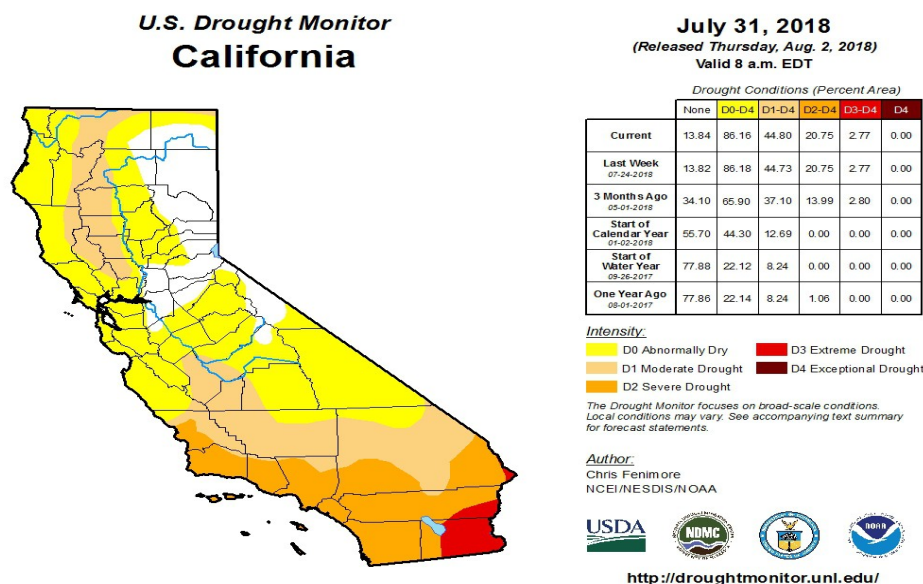 U.S. Drought Monitor
California
July 31, 2018
(Released Thursday, Aug. 2, 2018)
Valid 8 a.m. EDT
Drought Conditions (Percent Area)
None D0-D4 D1-D4 D2-D4 D3-D4 D4
Current 13.84 86.16 44.80 20.75 2.77 0.00
Last Week
07-24-2018 13.82 86.18 44.73 20.75 2.77 0.00
3 Months Ago
05-01-2018 34.10 65.90 37.10 13.99 2.80 0.00
Start of
Calendar Year
01-02-2018 55.70 44.30 12.69 0.00 0.00 0.00
Start of
Water Year
09-26-2017 77.88 22.12 8.24 0.00 0.00 0.00
One Year Ago
08-01-2017 77.86 22.14 8.24 1.06 0.00 0.00
Intensity:
D0 Abnormally Dry
D1 Moderate Drought
D2 Severe Drought
D3 Extreme Drought
D4 Exceptional Drought
The Drought Monitor focuses on broad-scale conditions.
Local conditions may vary. See accompanying text summary
for forecast statements.
Author:
Chris Fenimore
NCEI/NESDIS/NOAA
USDA
NDMC
NOAA
http://droughtmonitor.unl.edu/